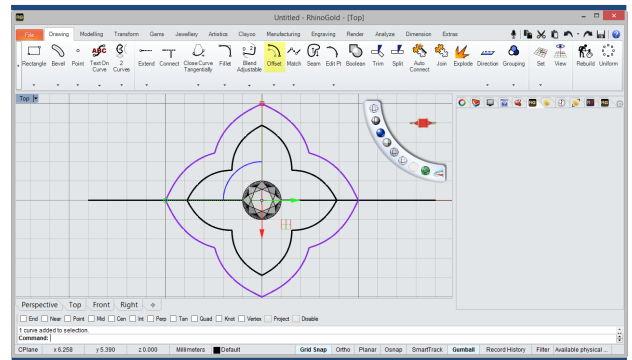 Untitled - RhinoGold - [Top]
File Drawing Modelling Transform Gems Jewellery Artistics Clayoo Manufacturing Engraving Render Analyze Dimension Extras
Rectangle Bevel Point Text On Curve 2 Curves Extend Connect Close Curve Tangentially Fillet Blend Adjustable Offset Match Seam Edit Pt Boolean Trim Split Auto Connect Join Explode Direction Grouping Set View Rebuild Uniform
Top
Perspective Top Front Right
End Near Point Mid Cen Int Perp Tan Quad Knot Vertex Project Disable
1 curve added to selection.
Command:
CPlane x 6.258 y 5.390 z 0.000 Millimeters Default Grid Snap Ortho Planar Osnap SmartTrack Gumball Record History Filter Available physical ...